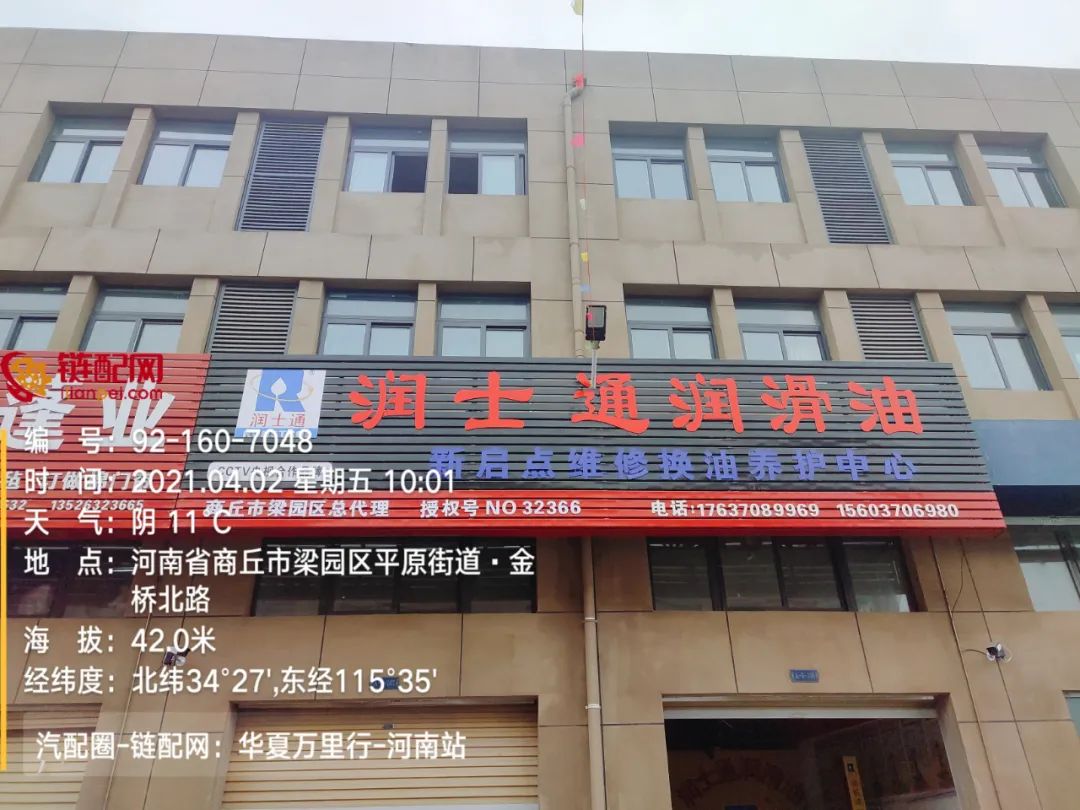 链配网
lianpei.com
篷业
13526323665
润士通
润士通润滑油
新启点维修换油养护中心
商丘市梁园区总代理 授权号 NO 32366 电话:17637089969 15603706980
编 号: 92-160-7048
时 间: 2021.04.02 星期五 10:01
天 气: 阴 11℃
地 点: 河南省商丘市梁园区平原街道·金
桥北路
海 拔: 42.0米
经纬度: 北纬34°27',东经115°35'
汽配圈-链配网: 华夏万里行-河南站